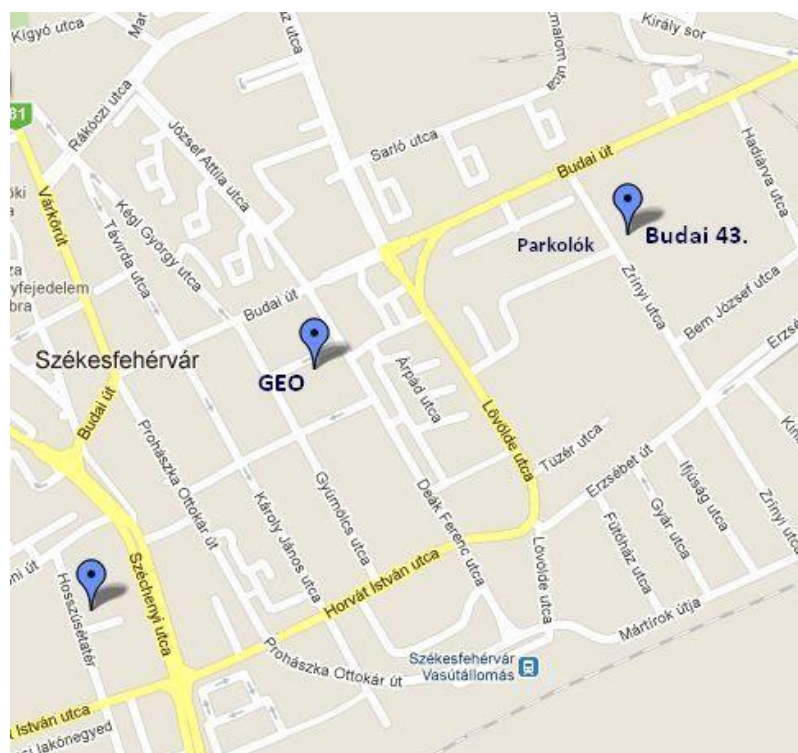 Kígyó utca
Király sor
Rákóczi utca
József Attila utca
Sarló utca
Budai út
Hadiárva utca
81
Várkörút
Távírda utca
Kégl György utca
Parkolók
Budai 43.
Zrínyi utca
Bem József utca
Budai út
Székesfehérvár
GEO
Árpád utca
Lövölde utca
Budai út
Prohászka Ottokár út
Károly János utca
Gyümölcs utca
Deák Ferenc utca
Tüzér utca
Erzsébet út
Ifjúság utca
Gyár utca
Fűtőház utca
Zrínyi utca
Széchenyi utca
Hosszúsétatér
Horvát István utca
Lövölde utca
Mártírok útja
Prohászka Ottokár út
Székesfehérvár
Vasútállomás
István utca
lakónegyed